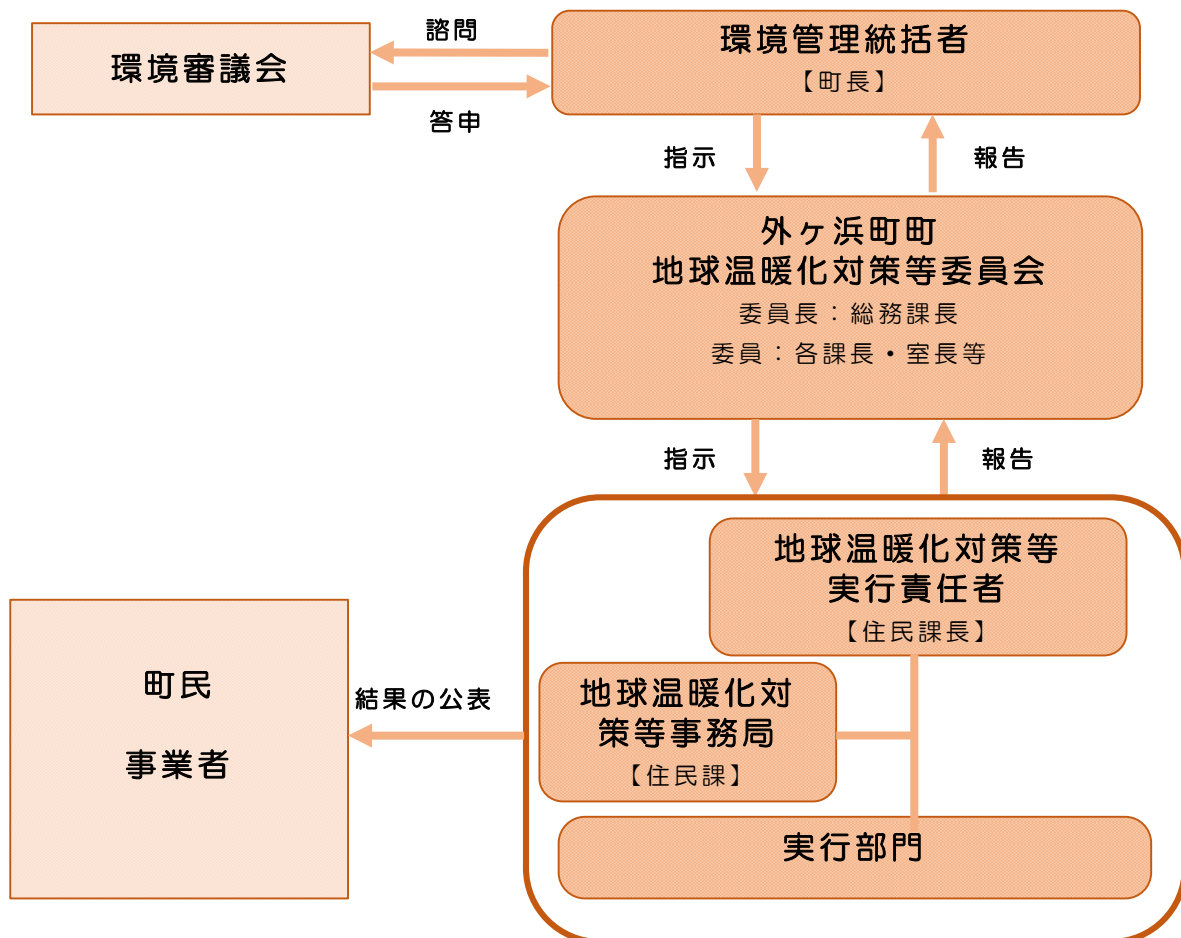 諮問
環境審議会
答申
環境管理統括者
【町長】
指示
報告
外ヶ浜町町
地球温暖化対策等委員会
委員長：総務課長
委員：各課長・室長等
指示
報告
地球温暖化対策等
実行責任者
【住民課長】
地球温暖化対
策等事務局
【住民課】
実行部門
結果の公表
町民
事業者